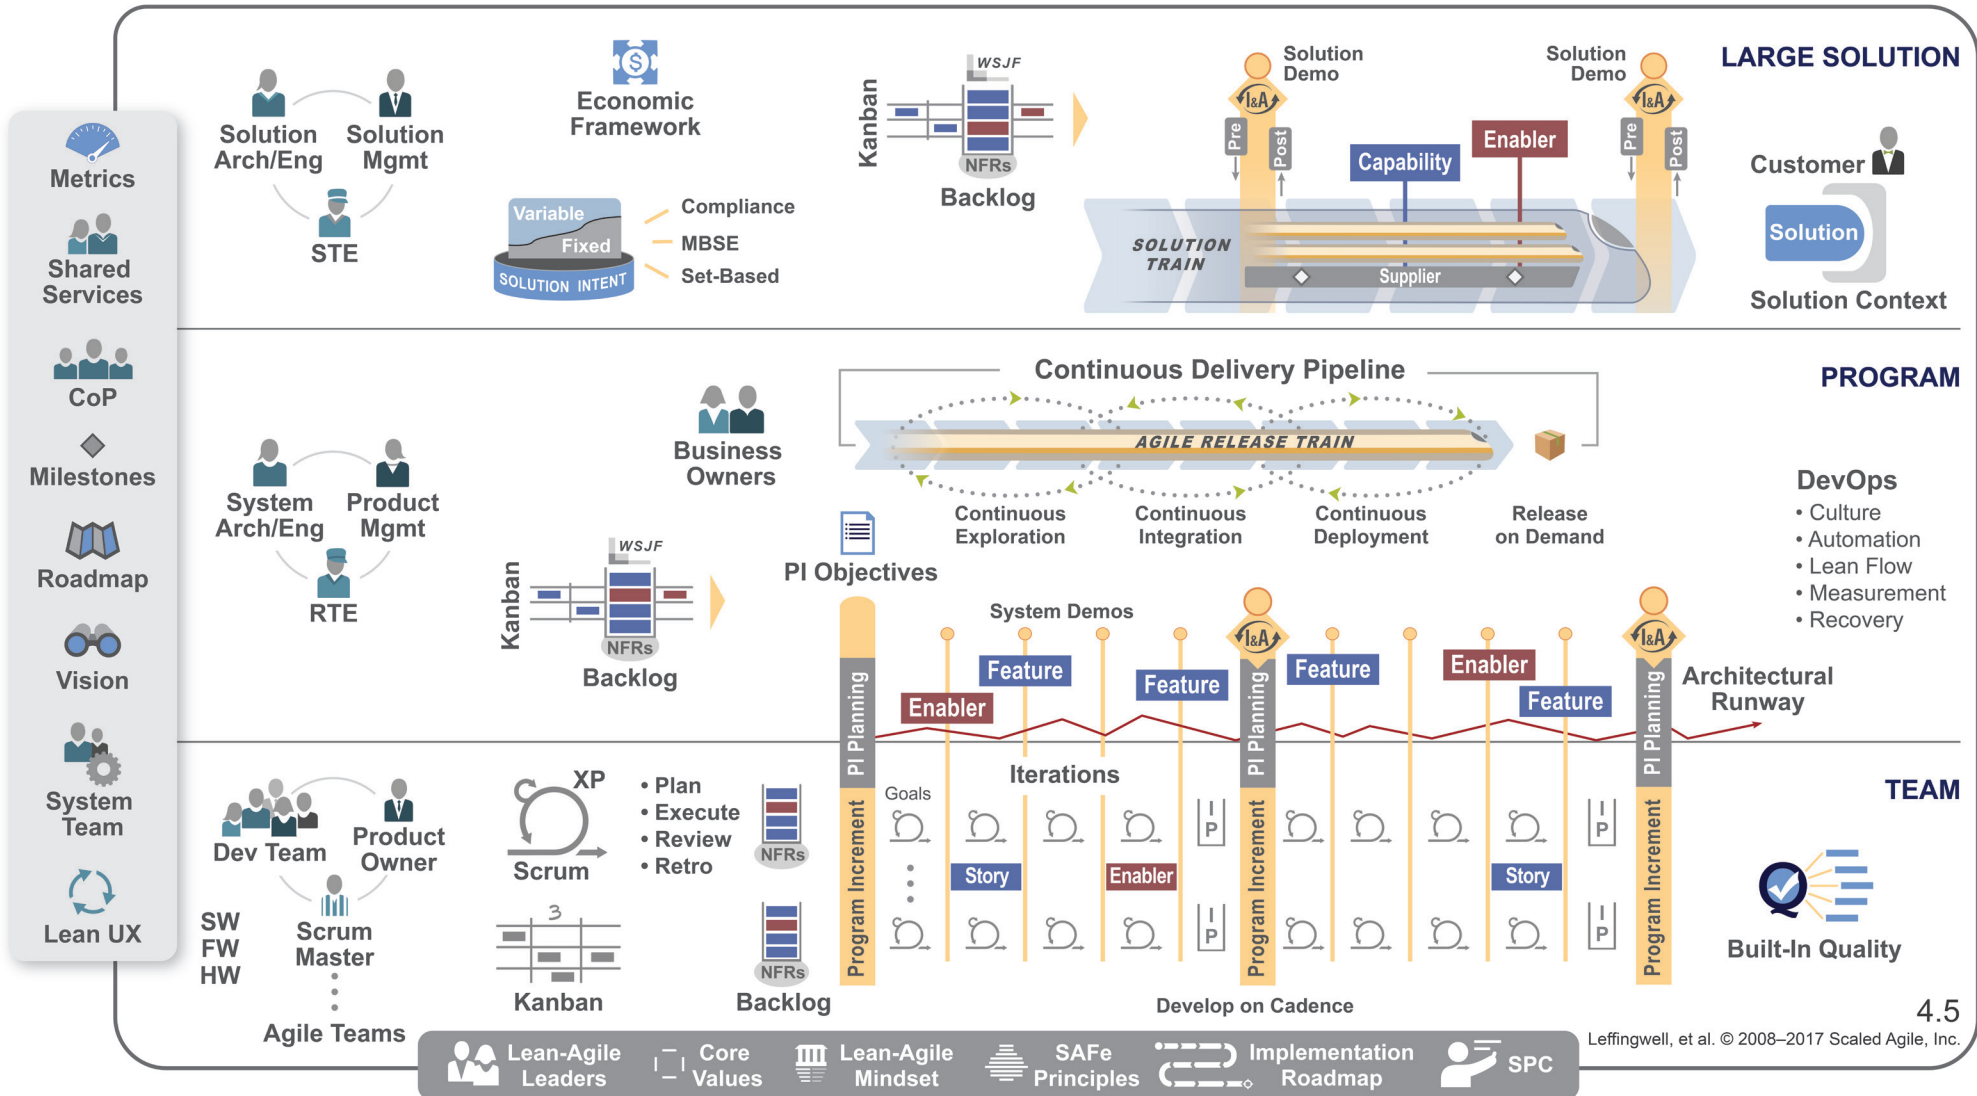 LARGE SOLUTION
Solution
Arch/Eng
Solution
Mgmt
STE
Economic
Framework
Variable
Fixed
SOLUTION INTENT
Compliance
MBSE
Set-Based
Kanban
WSJF
NFRs
Backlog
Solution
Demo
I&A
Pre
Post
Capability
Enabler
Solution
Demo
I&A
Pre
Post
SOLUTION
TRAIN
Supplier
Customer
Solution
Solution Context
Metrics
Shared
Services
CoP
Milestones
Roadmap
Vision
System
Team
Lean UX
PROGRAM
System
Arch/Eng
Product
Mgmt
RTE
Business
Owners
Kanban
WSJF
NFRs
Backlog
Continuous Delivery Pipeline
AGILE RELEASE TRAIN
Continuous
Exploration
Continuous
Integration
Continuous
Deployment
Release
on Demand
DevOps
• Culture
• Automation
• Lean Flow
• Measurement
• Recovery
PI Objectives
System Demos
I&A
I&A
Enabler
Feature
Feature
Feature
Enabler
Feature
Architectural
Runway
PI Planning
PI Planning
PI Planning
TEAM
Dev Team
Product
Owner
Scrum
Master
SW
FW
HW
Agile Teams
XP
Scrum
3
Kanban
• Plan
• Execute
• Review
• Retro
NFRs
NFRs
Backlog
Program Increment
Goals
Iterations
I
P
Story
Enabler
I
P
Program Increment
I
P
Story
I
P
Program Increment
Develop on Cadence
Built-In Quality
4.5
Leffingwell, et al. © 2008–2017 Scaled Agile, Inc.
Lean-Agile
Leaders
Core
Values
Lean-Agile
Mindset
SAFe
Principles
Implementation
Roadmap
SPC